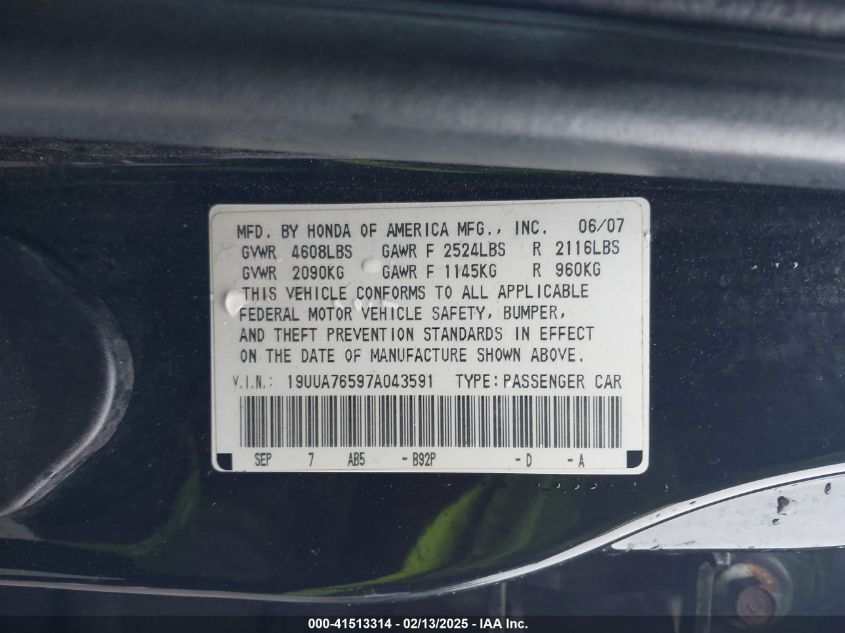 MFD. BY HONDA OF AMERICA MFG., INC. 06/07
GVWR 4608LBS GAWR F 2524LBS R 2116LBS
GVWR 2090KG GAWR F 1145KG R 960KG
THIS VEHICLE CONFORMS TO ALL APPLICABLE
FEDERAL MOTOR VEHICLE SAFETY, BUMPER,
AND THEFT PREVENTION STANDARDS IN EFFECT
ON THE DATE OF MANUFACTURE SHOWN ABOVE.
V.I.N.: 19UUA76597A043591 TYPE: PASSENGER CAR
SEP 7 AB5 -B92P -D -A
000-41513314 - 02/13/2025 - IAA Inc.